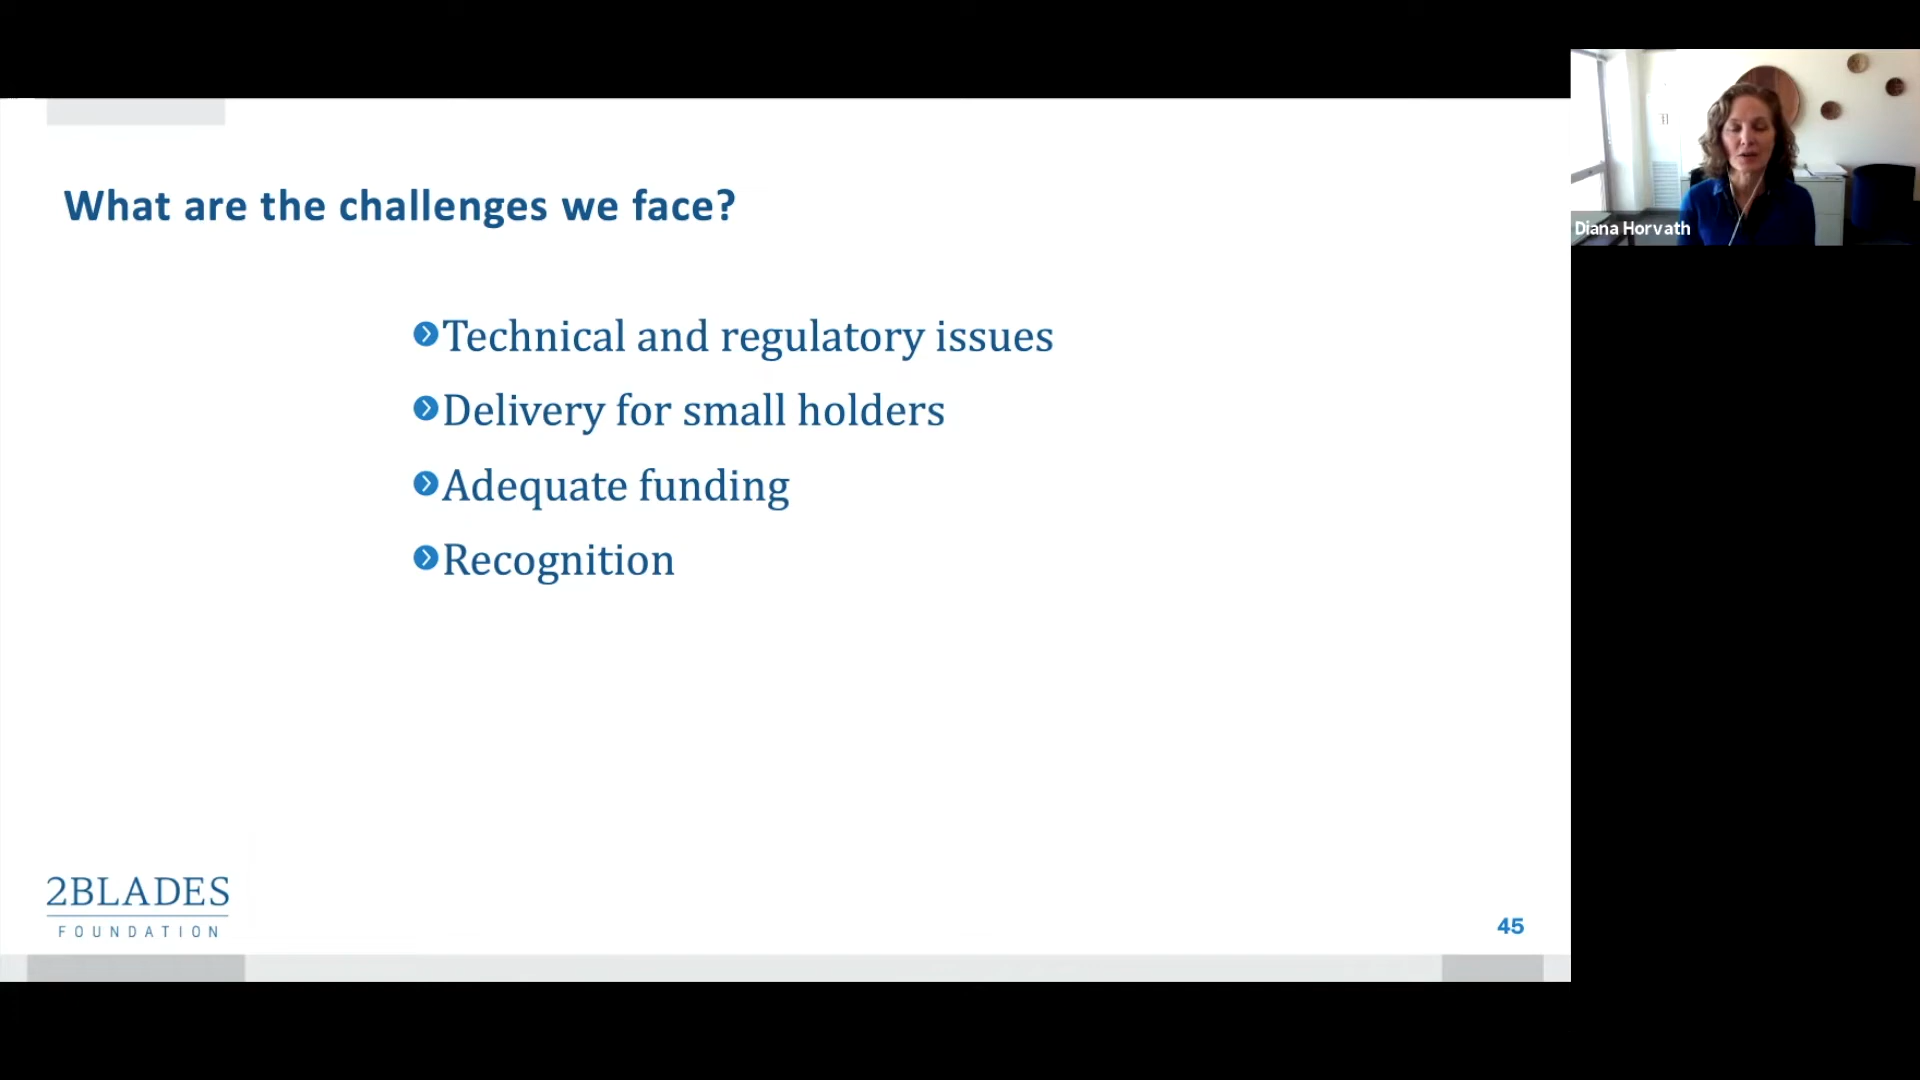 What are the challenges we face?
Technical and regulatory issues
Delivery for small holders
Adequate funding
Recognition
2BLADES
FOUNDATION
45
Diana Horvath